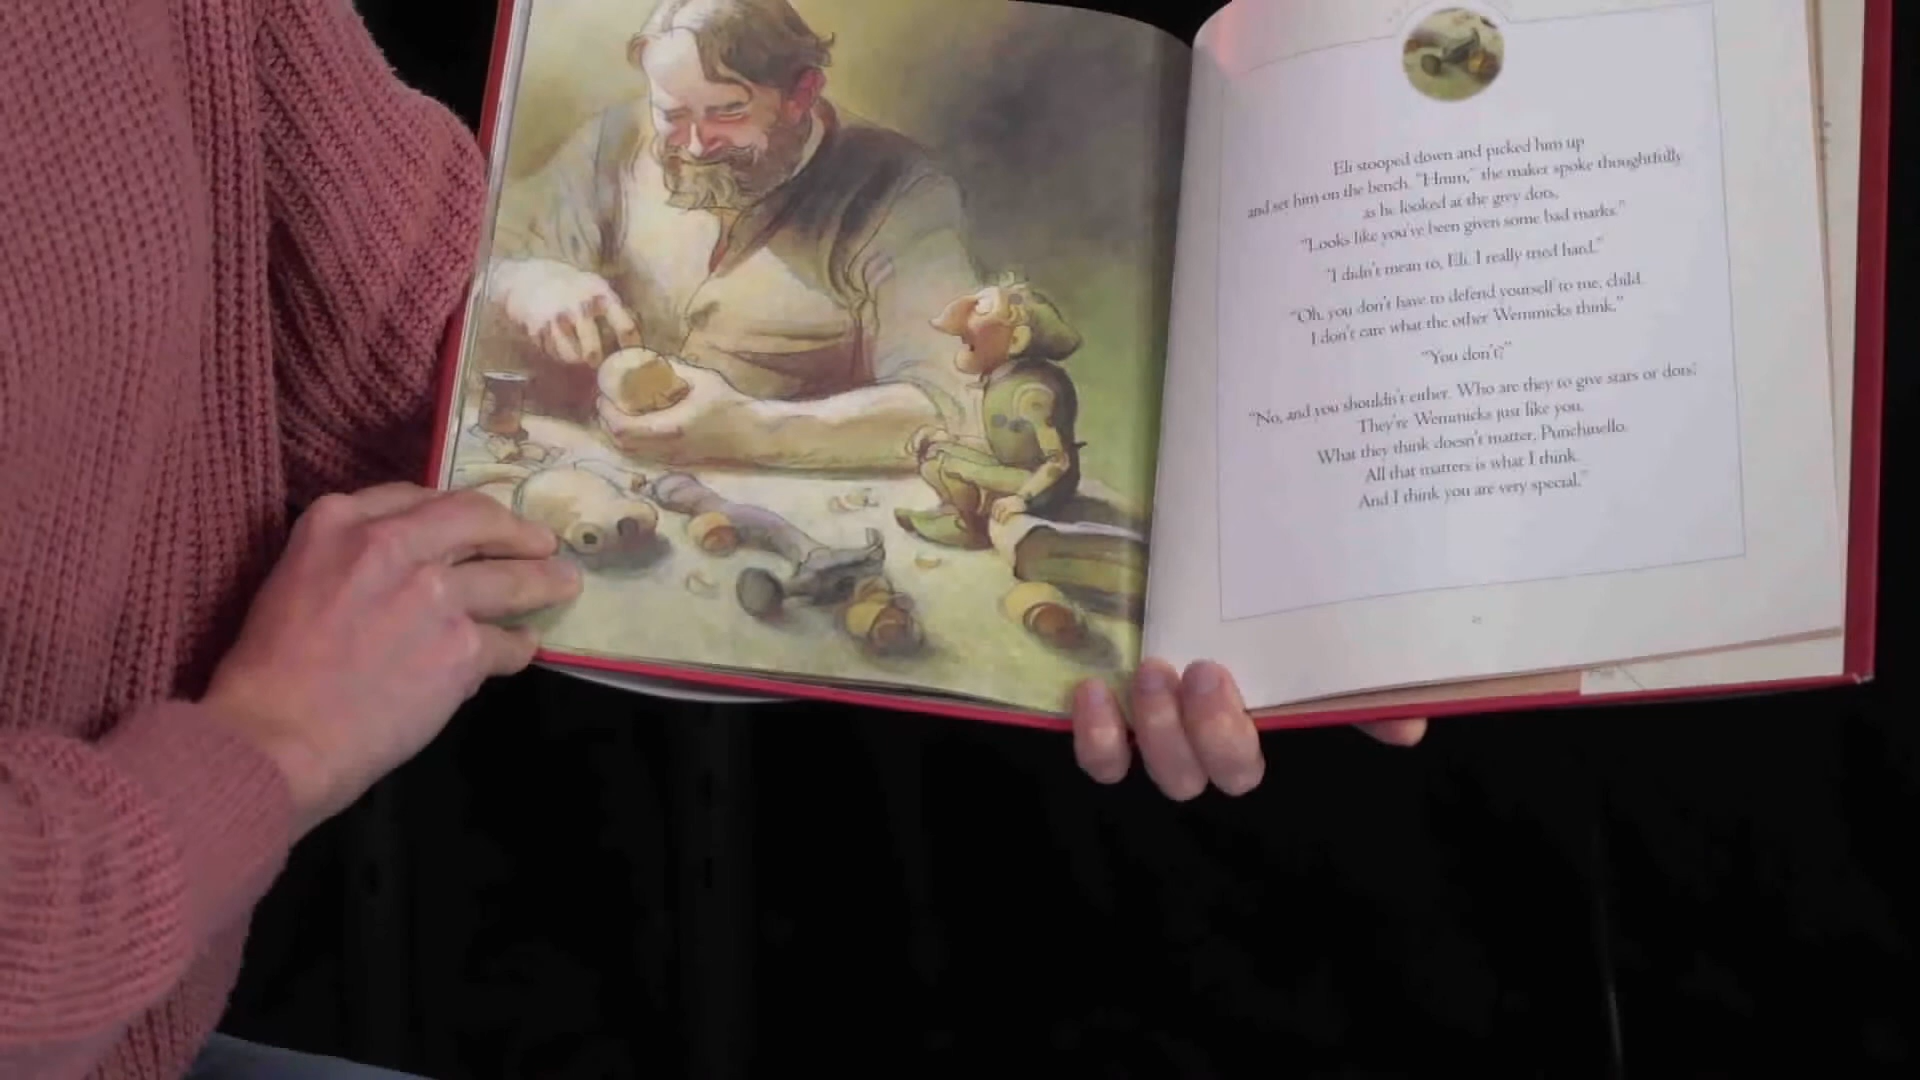 Eli stooped down and picked him up
and set him on the bench. "Hmm," the maker spoke thoughtfully
as he looked at the grey dots,
"Looks like you've been given some bad marks."
"I didn't mean to, Eli. I really tried hard."
"Oh, you don't have to defend yourself to me, child.
I don't care what the other Wemmicks think."
"You don't?"
"No, and you shouldn't either. Who are they to give stars or dots?
They're Wemmicks just like you.
What they think doesn't matter, Punchinello.
All that matters is what I think.
And I think you are very special."